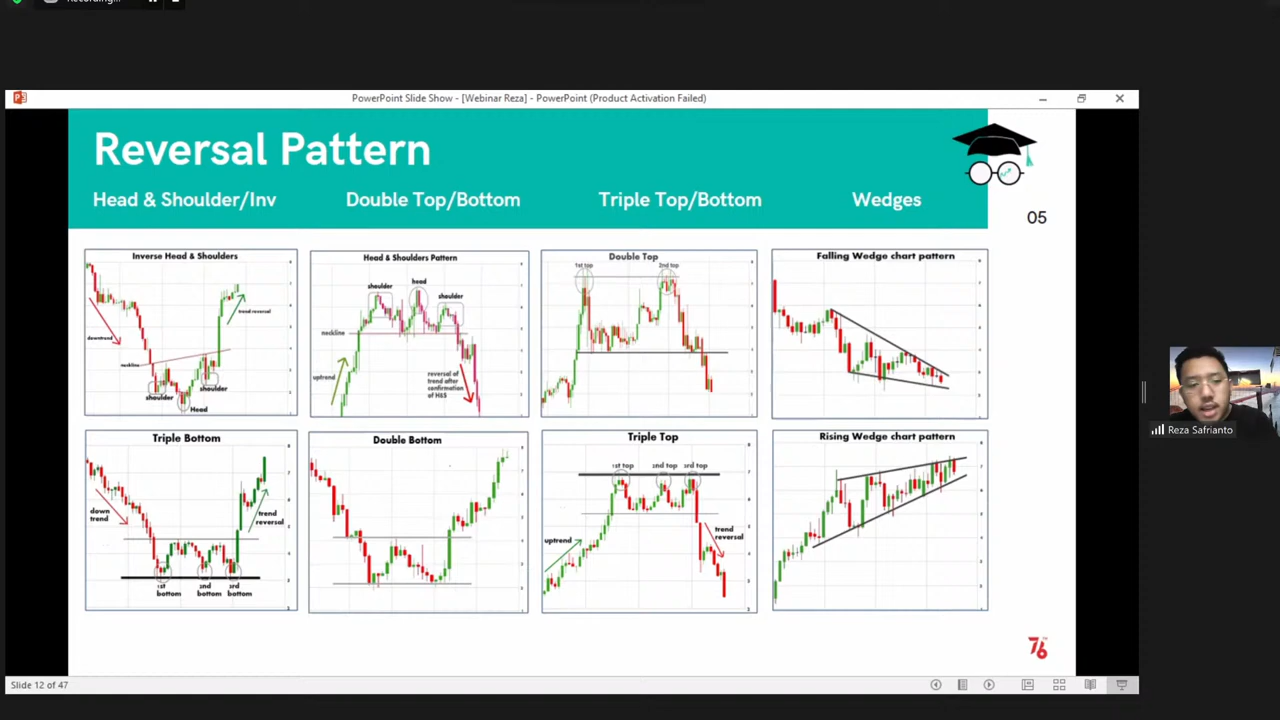 Recording...
PowerPoint Slide Show - [Webinar Reza] - PowerPoint (Product Activation Failed)
Reversal Pattern
Head & Shoulder/Inv
Double Top/Bottom
Triple Top/Bottom
Wedges
05
Inverse Head & Shoulders
downtrend
trend reversal
neckline
shoulder
shoulder
Head
Head & Shoulders Pattern
shoulder
head
shoulder
neckline
uptrend
reversal of
trend after
confirmation
of H&S
Double Top
1st top
2nd top
Falling Wedge chart pattern
Triple Bottom
down
trend
trend
reversal
1st
bottom
2nd
bottom
3rd
bottom
Double Bottom
Triple Top
1st top
2nd top
3rd top
uptrend
trend
reversal
Rising Wedge chart pattern
76
Slide 12 of 47
Reza Safrianto